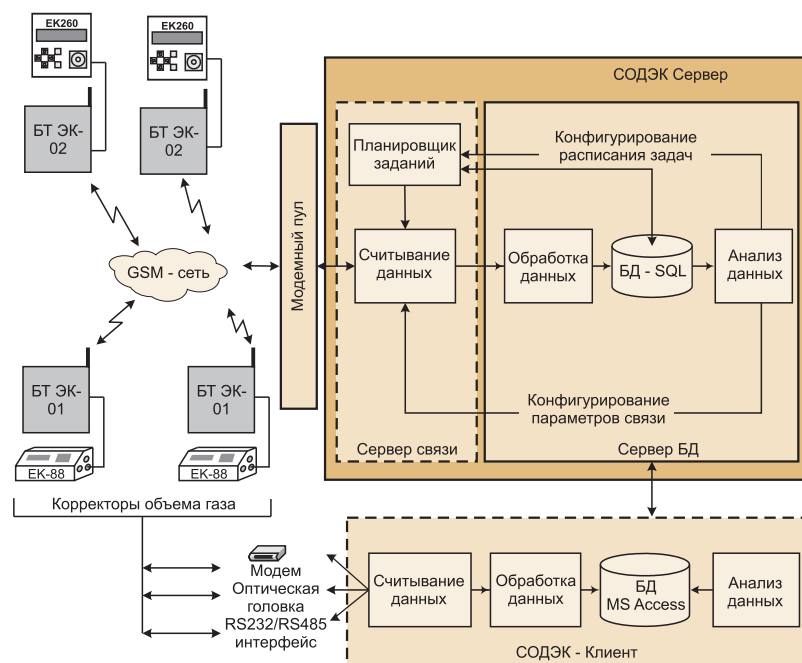 EK260
EK260
БТ ЭК-
02
БТ ЭК-
02
GSM - сеть
БТ ЭК-
01
БТ ЭК-
01
EK-88
EK-88
Корректоры объема газа
Модемный пул
СОДЭК Сервер
Планировщик
заданий
Конфигурирование
расписания задач
Считывание
данных
Обработка
данных
БД - SQL
Анализ
данных
Конфигурирование
параметров связи
Сервер связи
Сервер БД
Модем
Оптическая
головка
RS232/RS485
интерфейс
Считывание
данных
Обработка
данных
БД
MS Access
Анализ
данных
СОДЭК - Клиент